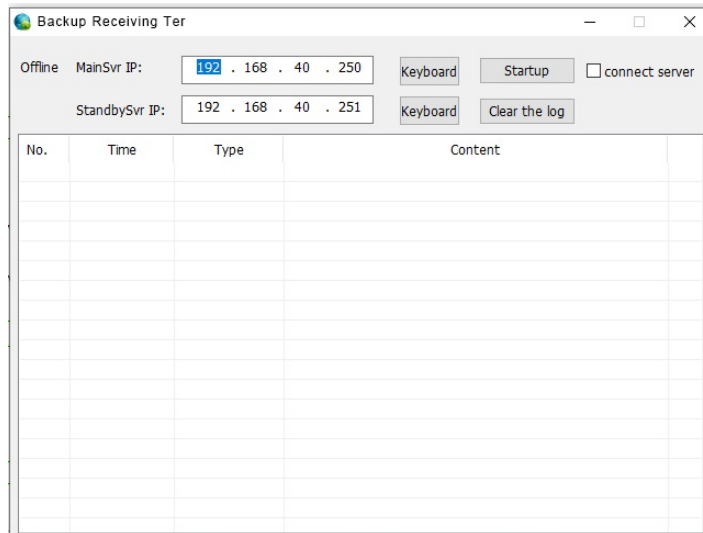 Backup Receiving Ter
Offline MainSvr IP: 192 . 168 . 40 . 250 Keyboard Startup connect server
StandbySvr IP: 192 . 168 . 40 . 251 Keyboard Clear the log
No. Time Type Content